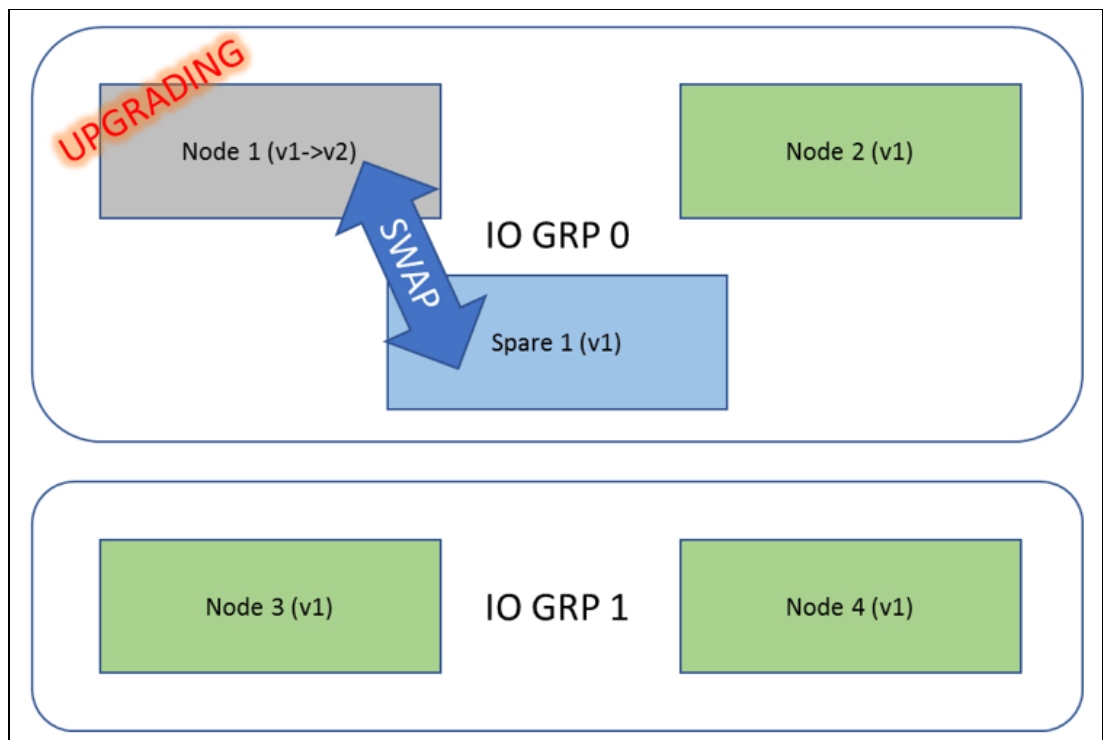 UPGRADING
Node 1 (v1->v2)
Node 2 (v1)
SWAP
IO GRP 0
Spare 1 (v1)
Node 3 (v1)
IO GRP 1
Node 4 (v1)